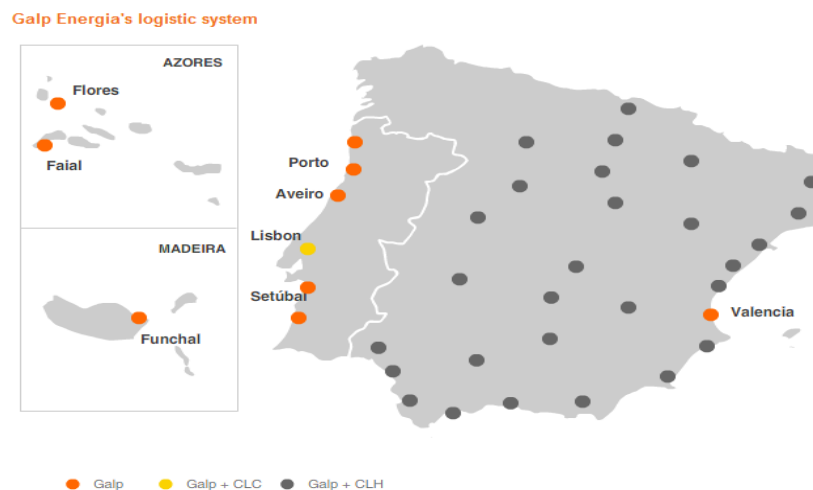 Galp Energia's logistic system
AZORES
Flores
Faial
MADEIRA
Funchal
Porto
Aveiro
Lisbon
Setúbal
Valencia
Galp
Galp + CLC
Galp + CLH